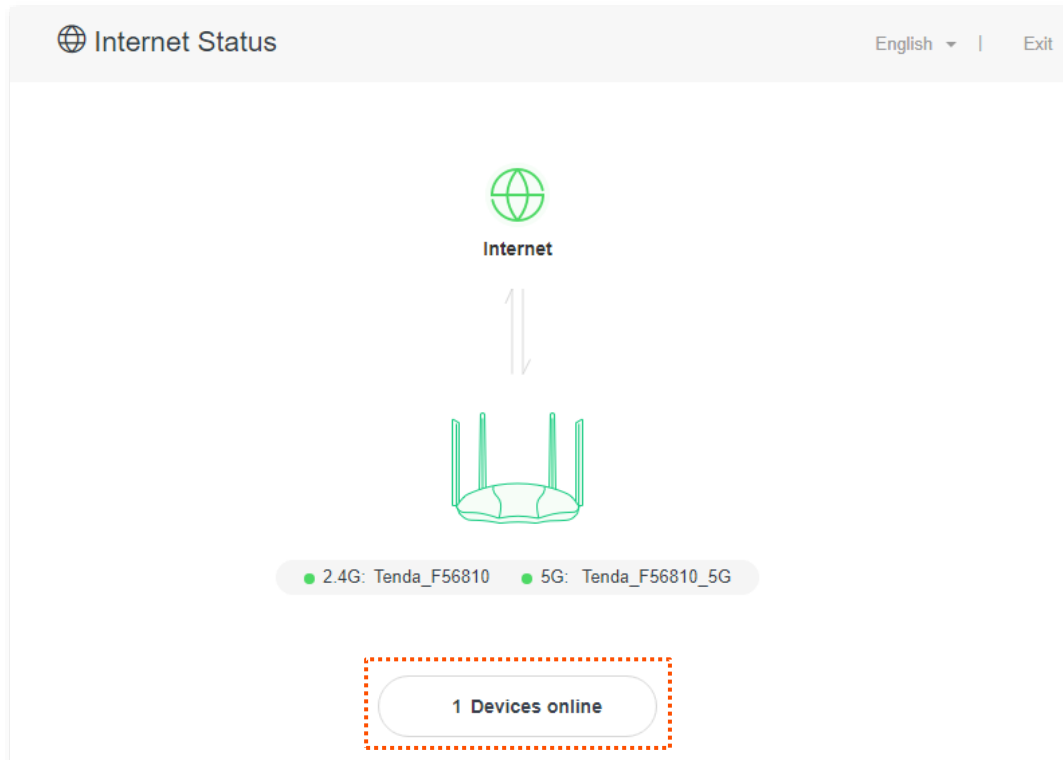 Internet Status
English | Exit
Internet
2.4G: Tenda_F56810 5G: Tenda_F56810_5G
1 Devices online